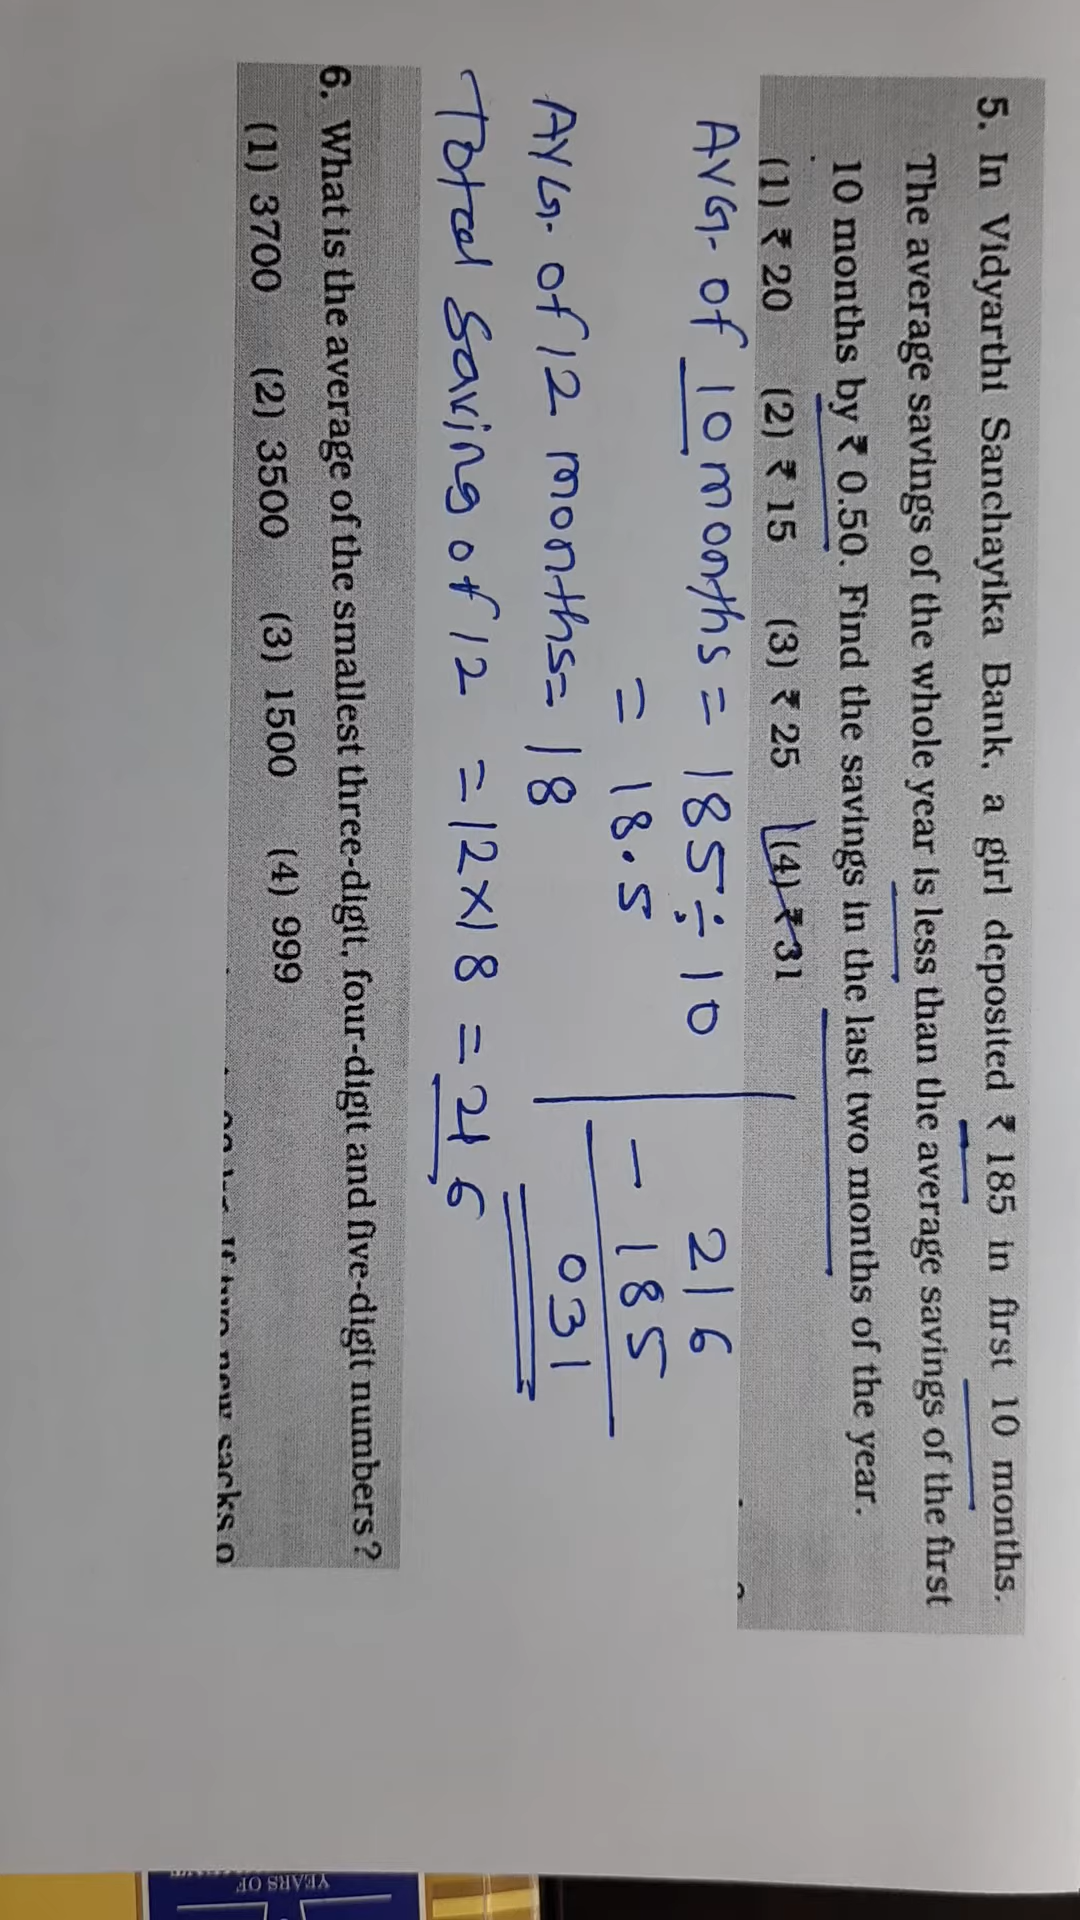 5. In Vidyarthi Sanchayika Bank, a girl deposited ₹ 185 in first 10 months.
The average savings of the whole year is less than the average savings of the first
10 months by ₹ 0.50. Find the savings in the last two months of the year.
(1) ₹ 20 (2) ₹ 15 (3) ₹ 25 (4) ₹ 31
AVG. of 10 months = 185 ÷ 10
= 18.5
AVG. of 12 months = 18
Total Saving of 12 = 12 × 18 = 216
216
- 185
031
6. What is the average of the smallest three-digit, four-digit and five-digit numbers ?
(1) 3700 (2) 3500 (3) 1500 (4) 999
If two new sacks o
YEARS OF